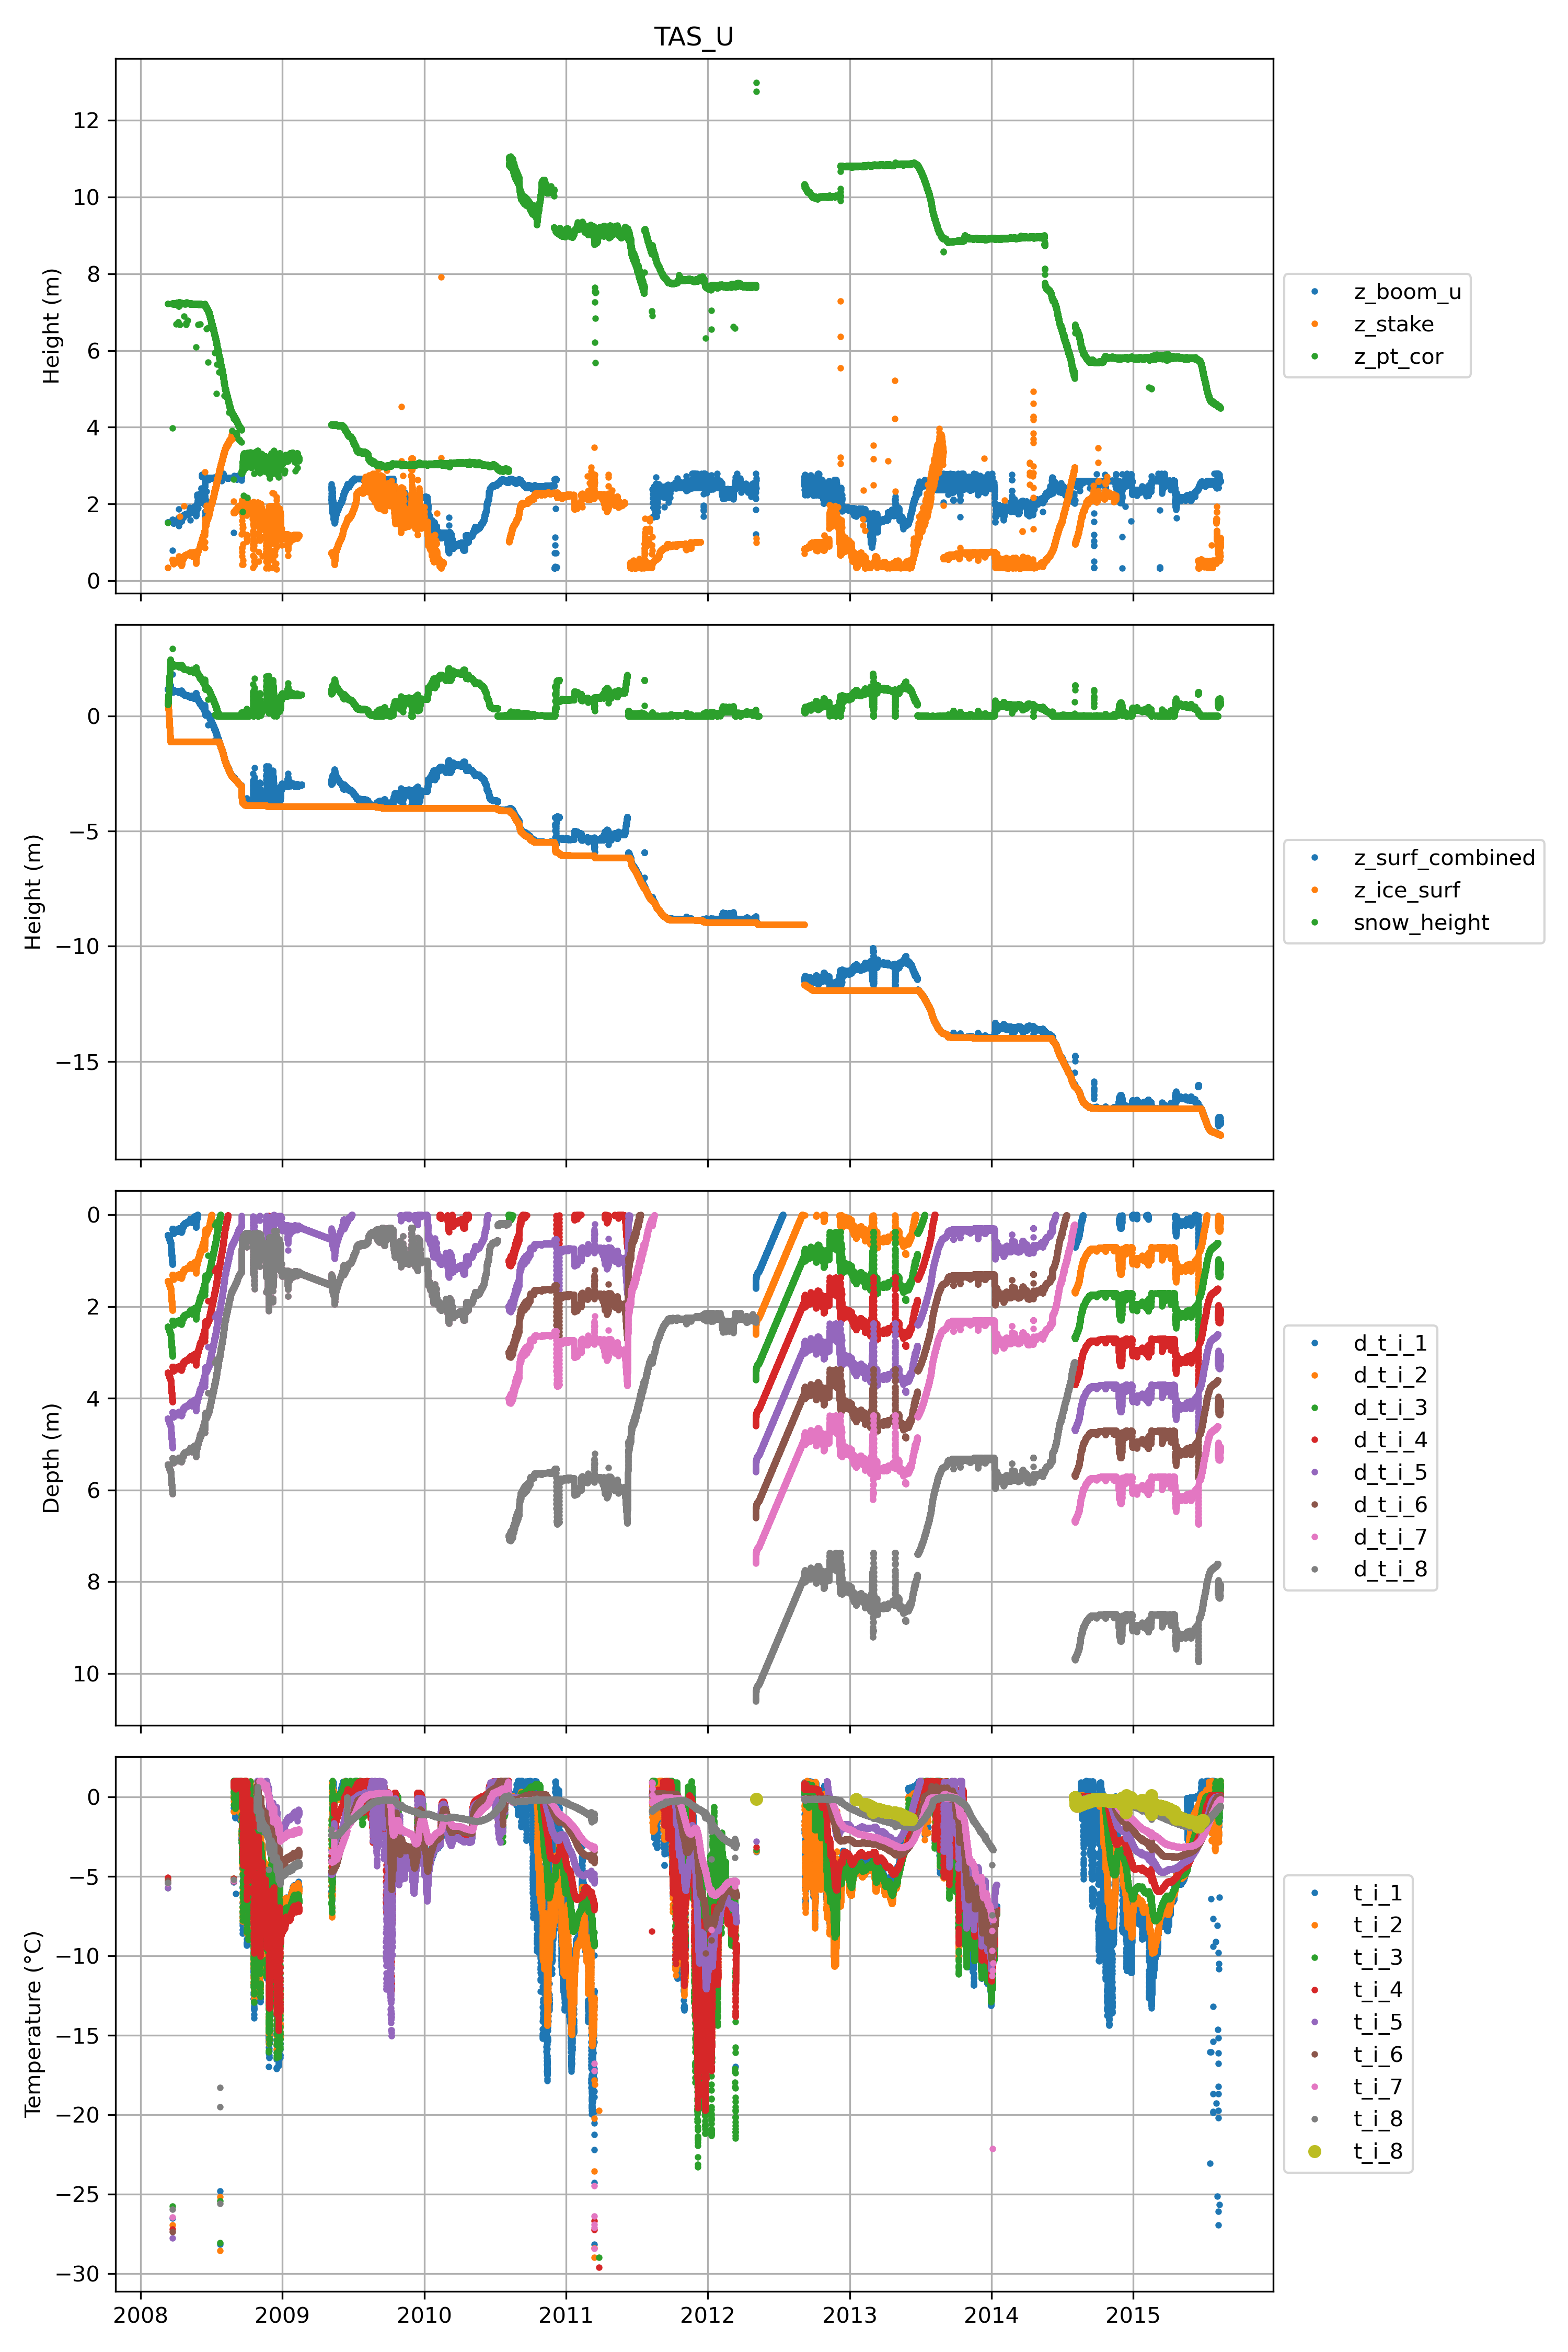 TAS_U
12
10
8
6
4
2
0
Height (m)
z_boom_u
z_stake
z_pt_cor
0
−5
−10
−15
Height (m)
z_surf_combined
z_ice_surf
snow_height
0
2
4
6
8
10
Depth (m)
d_t_i_1
d_t_i_2
d_t_i_3
d_t_i_4
d_t_i_5
d_t_i_6
d_t_i_7
d_t_i_8
0
−5
−10
−15
−20
−25
−30
Temperature (°C)
t_i_1
t_i_2
t_i_3
t_i_4
t_i_5
t_i_6
t_i_7
t_i_8
t_i_8
2008 2009 2010 2011 2012 2013 2014 2015